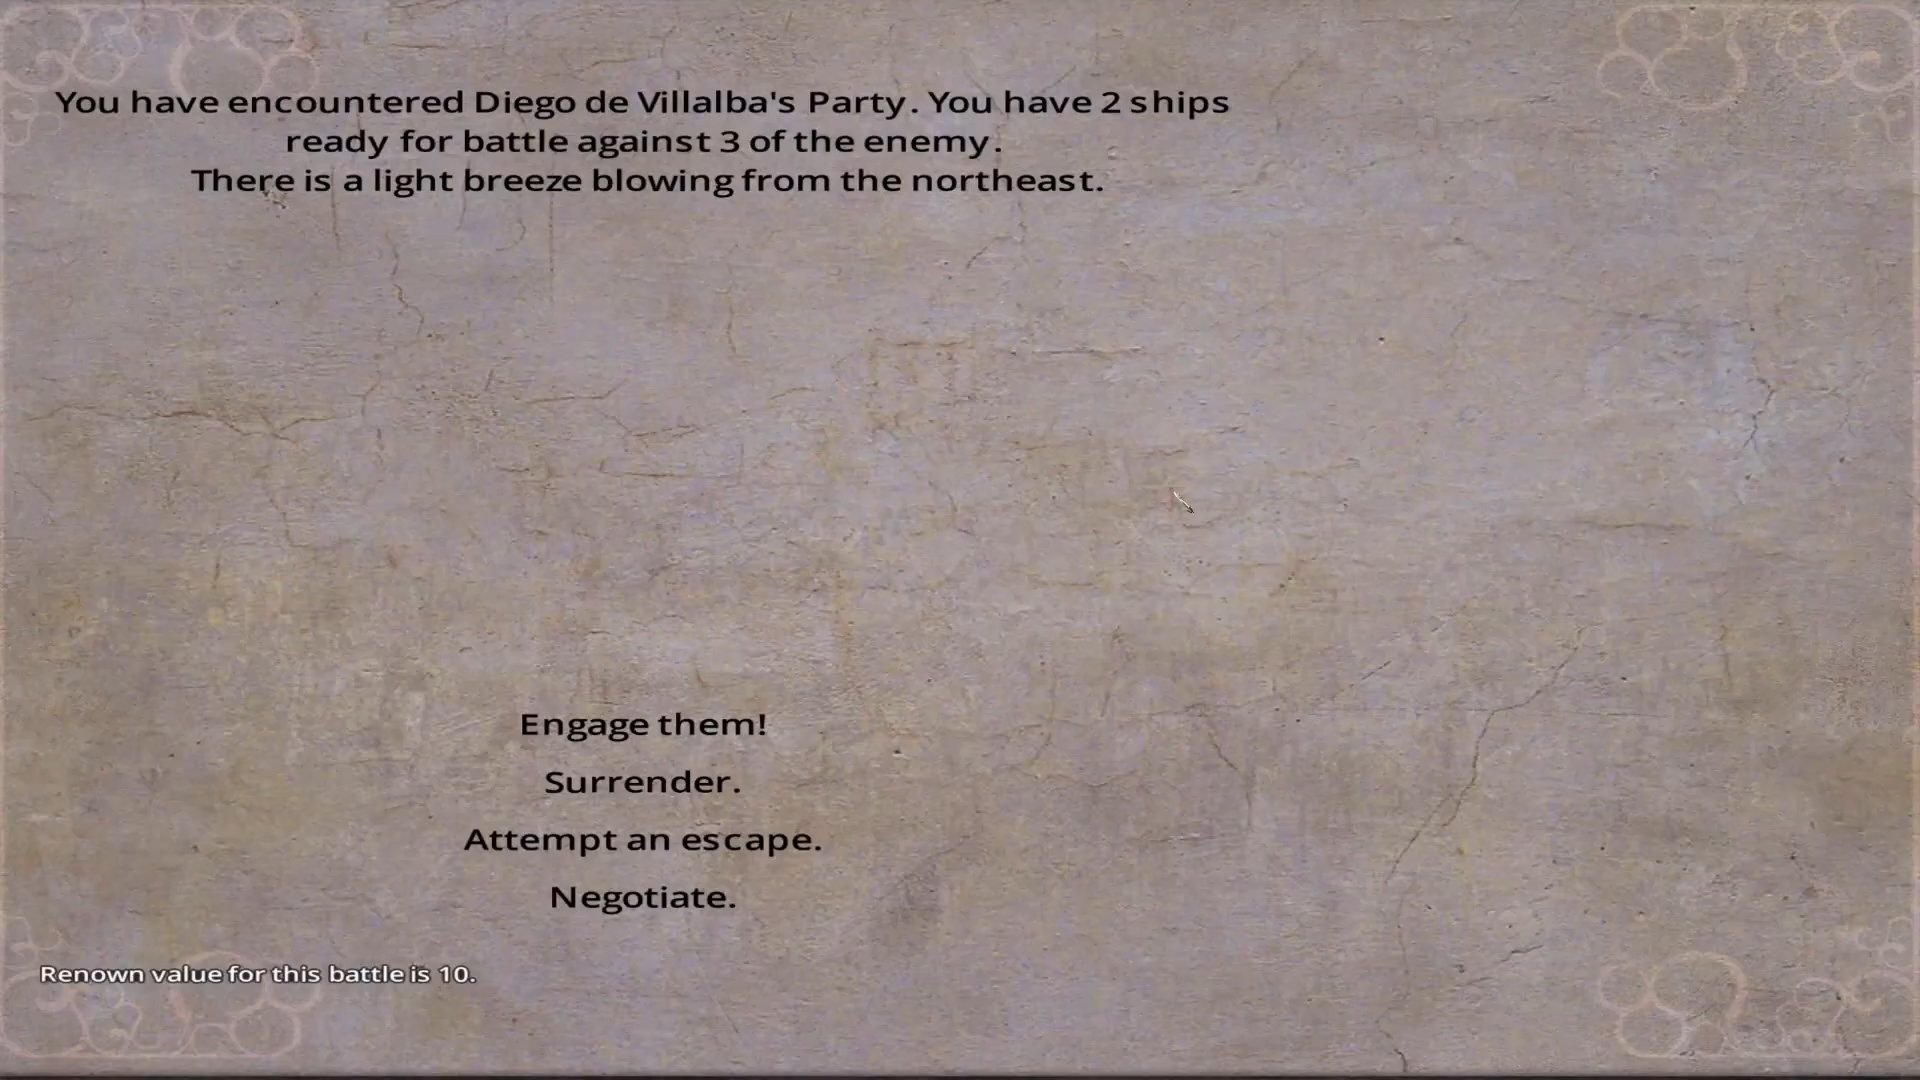 You have encountered Diego de Villalba's Party. You have 2 ships
ready for battle against 3 of the enemy.
There is a light breeze blowing from the northeast.
Engage them!
Surrender.
Attempt an escape.
Negotiate.
Renown value for this battle is 10.